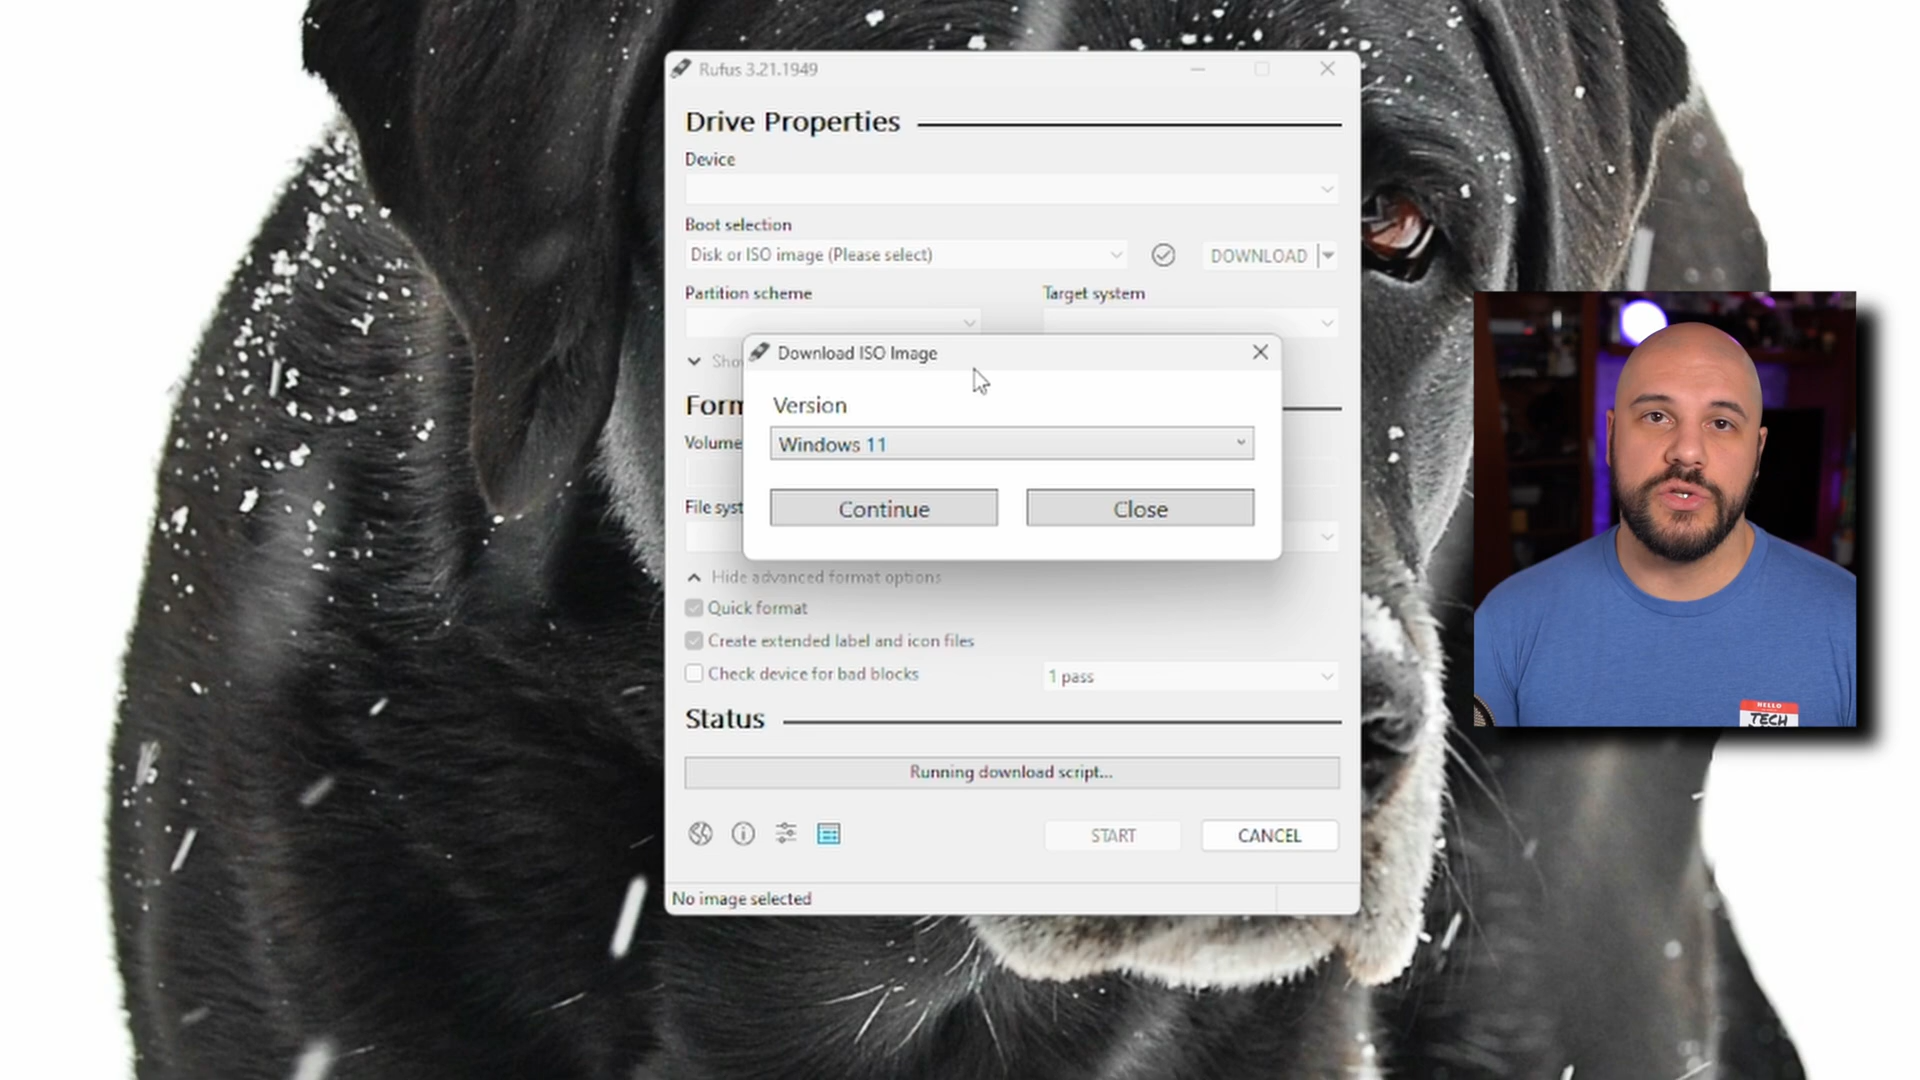 Rufus 3.21.1949
Drive Properties
Device
Boot selection
Disk or ISO image (Please select)
DOWNLOAD
Partition scheme
Target system
Download ISO Image
Version
Windows 11
Continue
Close
Hide advanced format options
Quick format
Create extended label and icon files
Check device for bad blocks
1 pass
Status
Running download script...
START
CANCEL
No image selected
HELLO
TECH